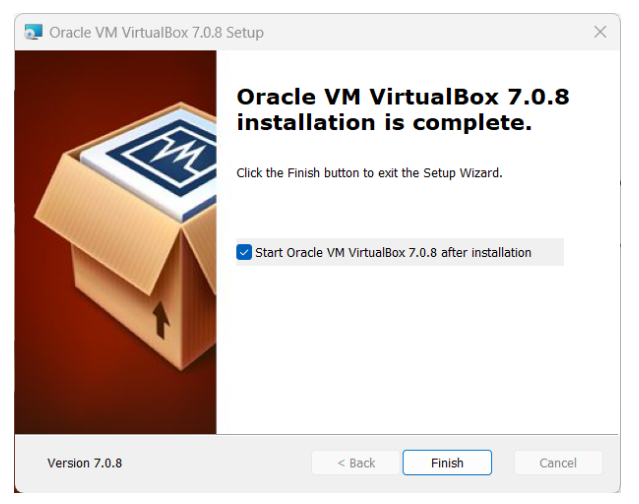 Oracle VM VirtualBox 7.0.8 Setup
Oracle VM VirtualBox 7.0.8
installation is complete.
Click the Finish button to exit the Setup Wizard.
Start Oracle VM VirtualBox 7.0.8 after installation
Version 7.0.8
< Back
Finish
Cancel